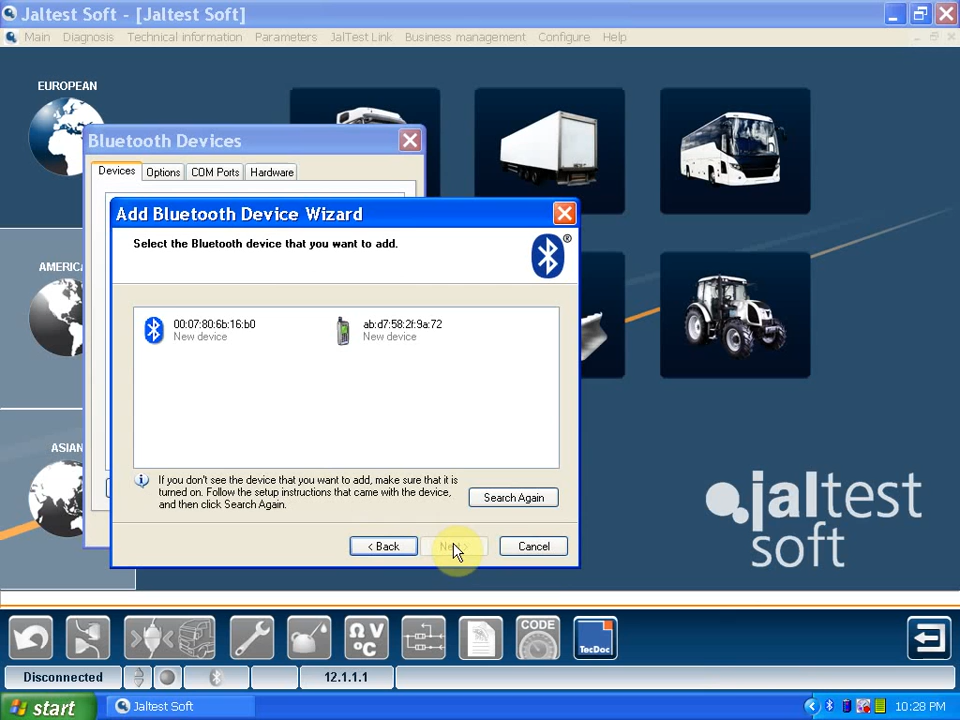 Jaltest Soft - [Jaltest Soft]
Main Diagnosis Technical information Parameters JalTest Link Business management Configure Help
EUROPEAN
Bluetooth Devices
Devices Options COM Ports Hardware
Add Bluetooth Device Wizard
Select the Bluetooth device that you want to add.
®
00:07:80:6b:16:b0
New device
ab:d7:58:2f:9a:72
New device
ASIAN
If you don't see the device that you want to add, make sure that it is
turned on. Follow the setup instructions that came with the device,
and then click Search Again.
Search Again
< Back
Cancel
jaltest
soft
Ω V
°C
CODE
TecDoc
Disconnected
12.1.1.1
start
Jaltest Soft
10:28 PM